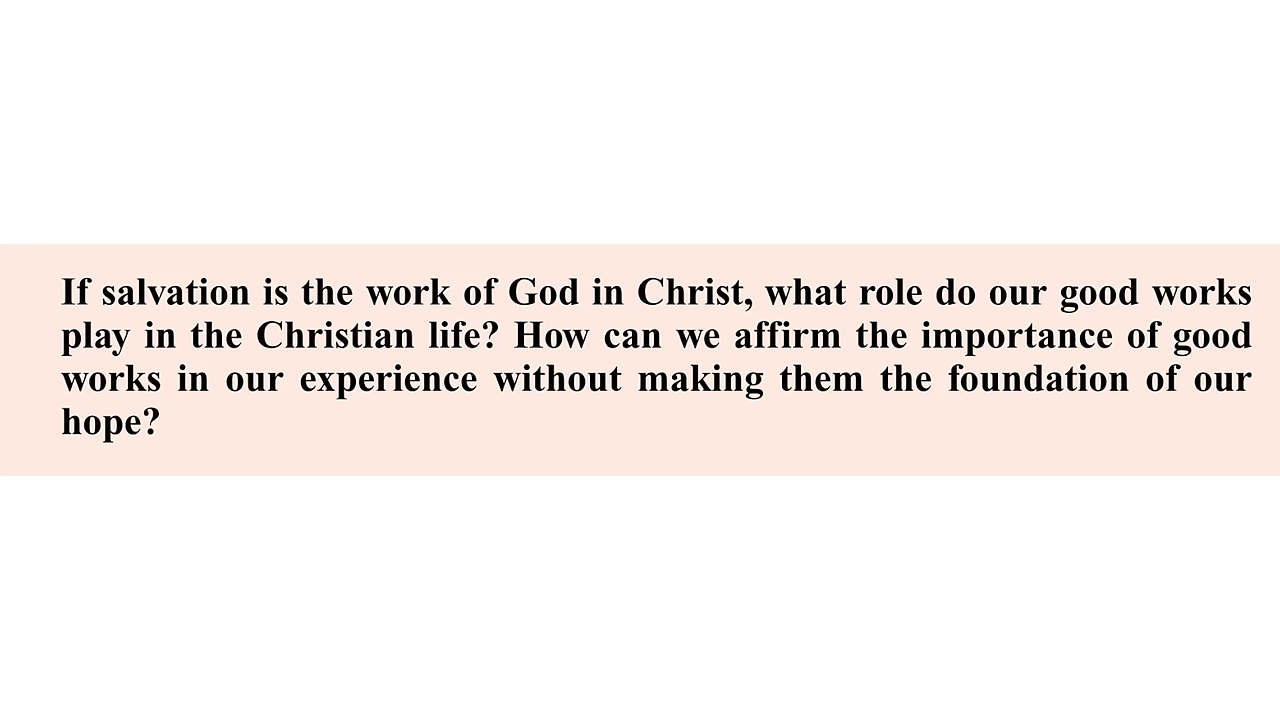 If salvation is the work of God in Christ, what role do our good works
play in the Christian life? How can we affirm the importance of good
works in our experience without making them the foundation of our
hope?